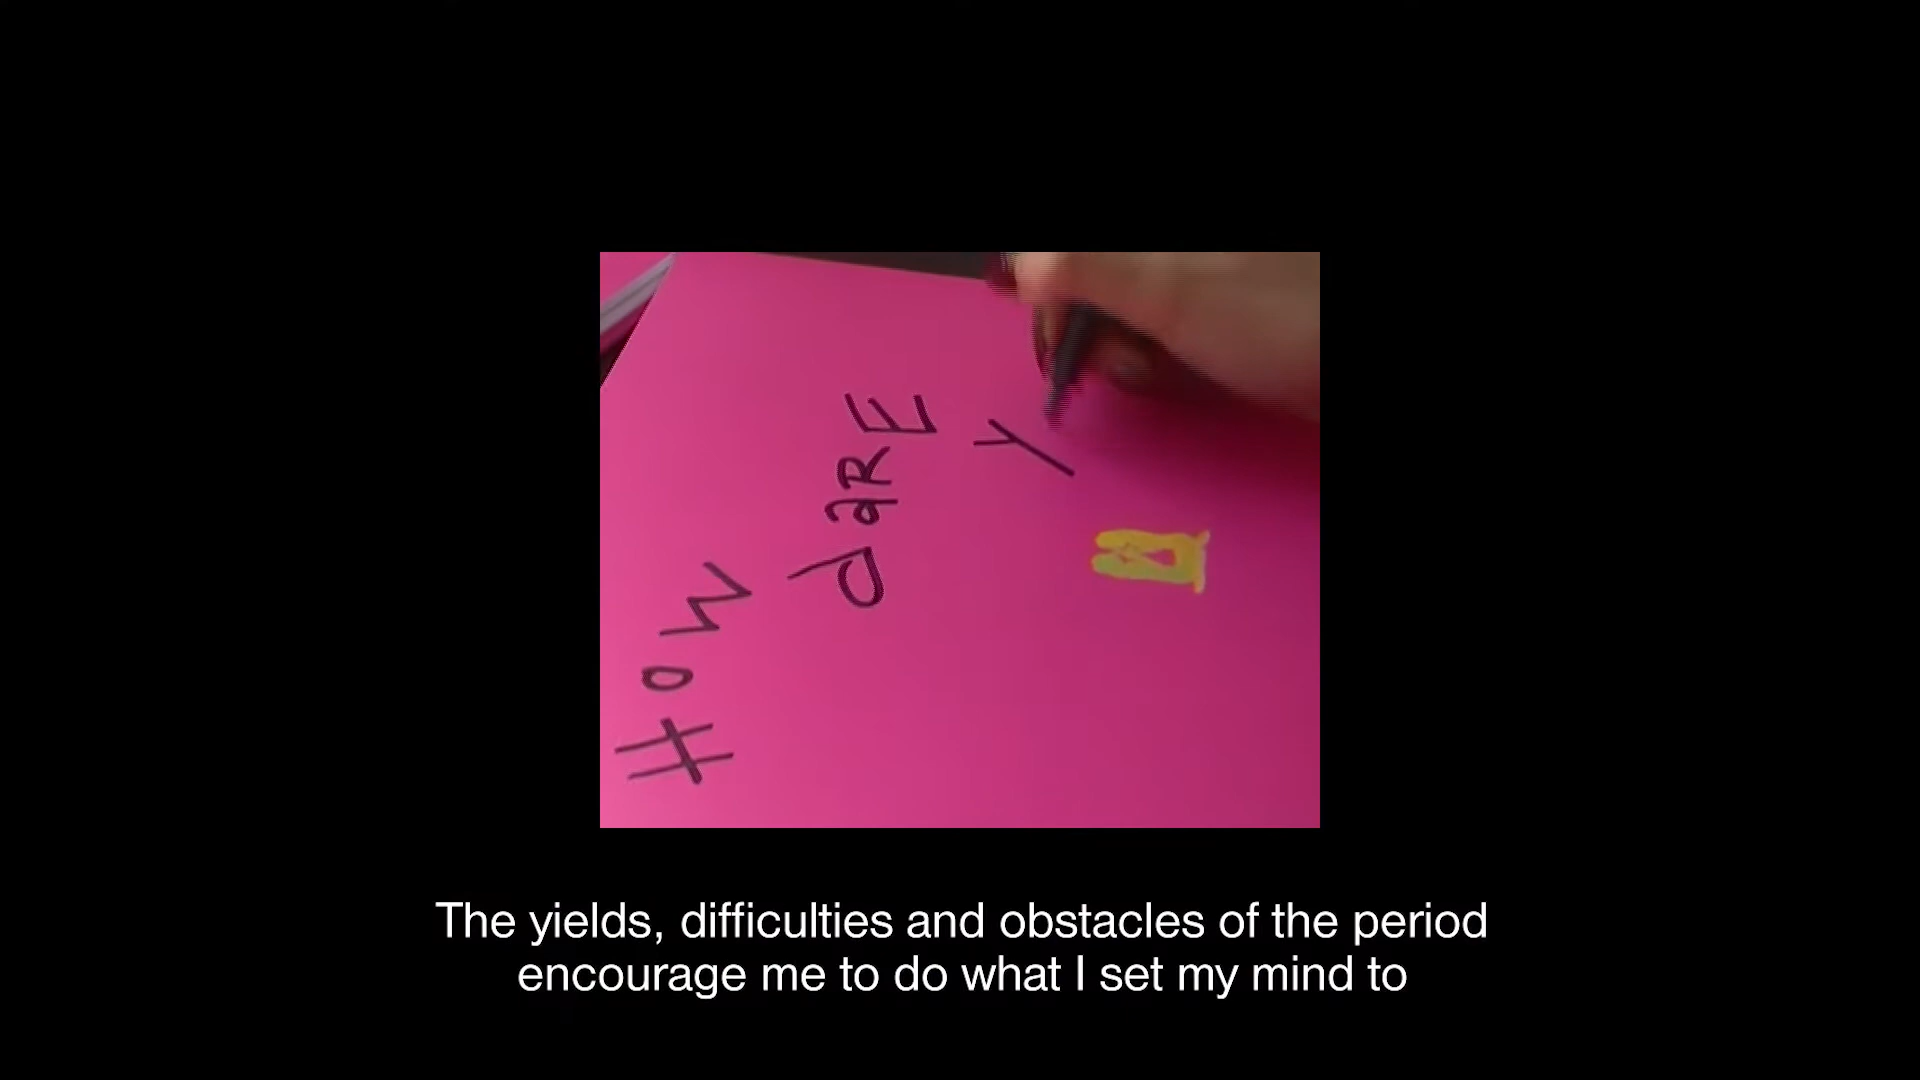 HOW
dARE
Y
The yields, difficulties and obstacles of the period
encourage me to do what I set my mind to